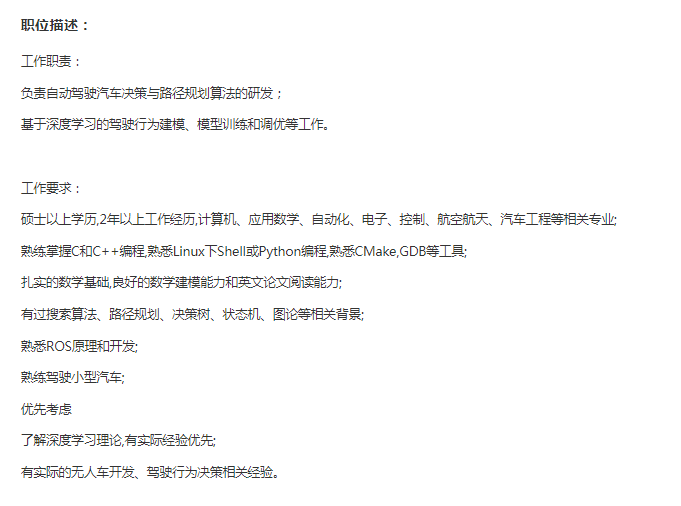 职位描述：
工作职责：
负责自动驾驶汽车决策与路径规划算法的研发；
基于深度学习的驾驶行为建模、模型训练和调优等工作。
工作要求：
硕士以上学历,2年以上工作经历,计算机、应用数学、自动化、电子、控制、航空航天、汽车工程等相关专业;
熟练掌握C和C++编程,熟悉Linux下Shell或Python编程,熟悉CMake,GDB等工具;
扎实的数学基础,良好的数学建模能力和英文论文阅读能力;
有过搜索算法、路径规划、决策树、状态机、图论等相关背景;
熟悉ROS原理和开发;
熟练驾驶小型汽车;
优先考虑
了解深度学习理论,有实际经验优先;
有实际的无人车开发、驾驶行为决策相关经验。